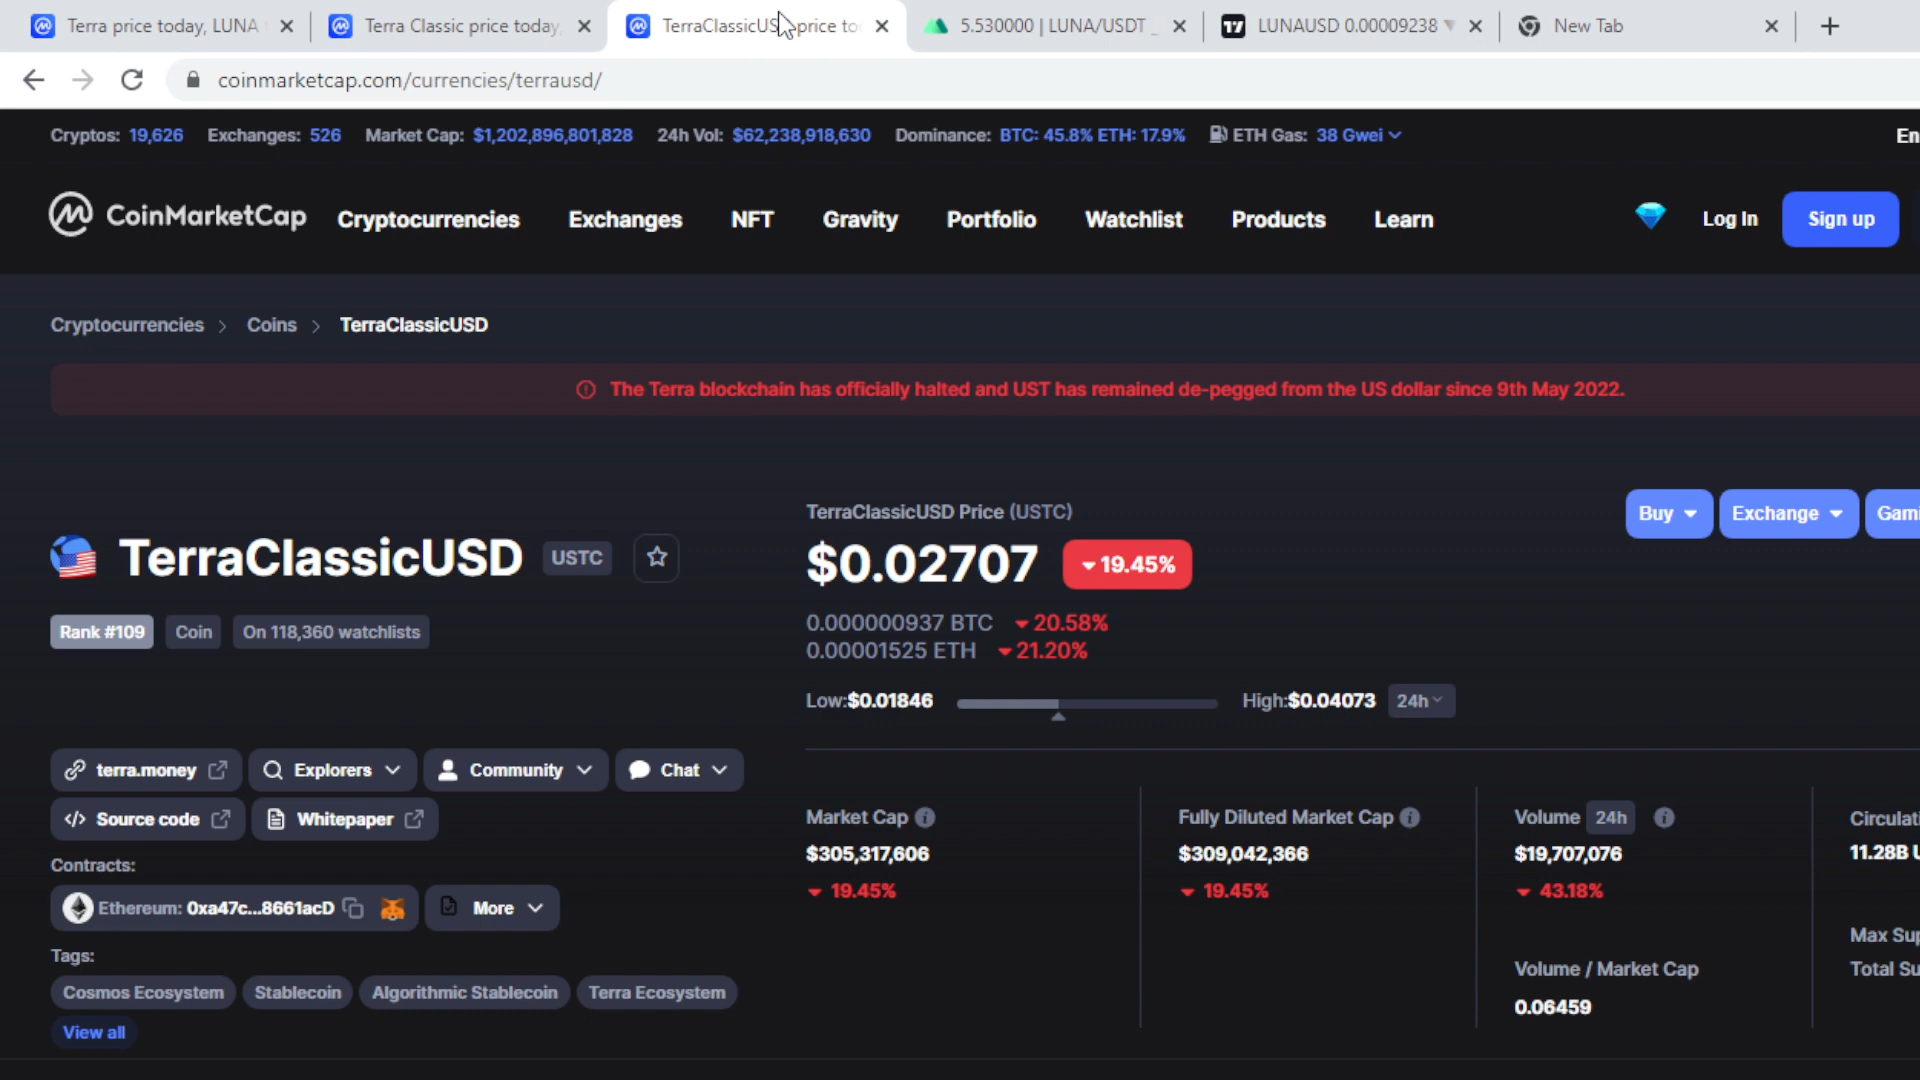 Terra price today, LUNA
Terra Classic price today,
TerraClassicUS price to
5.530000 | LUNA/USDT _
LUNAUSD 0.00009238 ▼
New Tab
coinmarketcap.com/currencies/terrausd/
Cryptos: 19,626 Exchanges: 526 Market Cap: $1,202,896,801,828 24h Vol: $62,238,918,630 Dominance: BTC: 45.8% ETH: 17.9% ETH Gas: 38 Gwei
En
CoinMarketCap Cryptocurrencies Exchanges NFT Gravity Portfolio Watchlist Products Learn Log In Sign up
Cryptocurrencies > Coins > TerraClassicUSD
The Terra blockchain has officially halted and UST has remained de-pegged from the US dollar since 9th May 2022.
TerraClassicUSD USTC
Rank #109 Coin On 118,360 watchlists
TerraClassicUSD Price (USTC)
$0.02707 19.45%
0.000000937 BTC 20.58%
0.00001525 ETH 21.20%
Low:$0.01846 High:$0.04073 24h
Buy Exchange Gami
terra.money Explorers Community Chat
Source code Whitepaper
Contracts:
Ethereum: 0xa47c...8661acD More
Tags:
Cosmos Ecosystem Stablecoin Algorithmic Stablecoin Terra Ecosystem
View all
Market Cap
$305,317,606
19.45%
Fully Diluted Market Cap
$309,042,366
19.45%
Volume 24h
$19,707,076
43.18%
Volume / Market Cap
0.06459
Circulati
11.28B U
Max Sup
Total Su